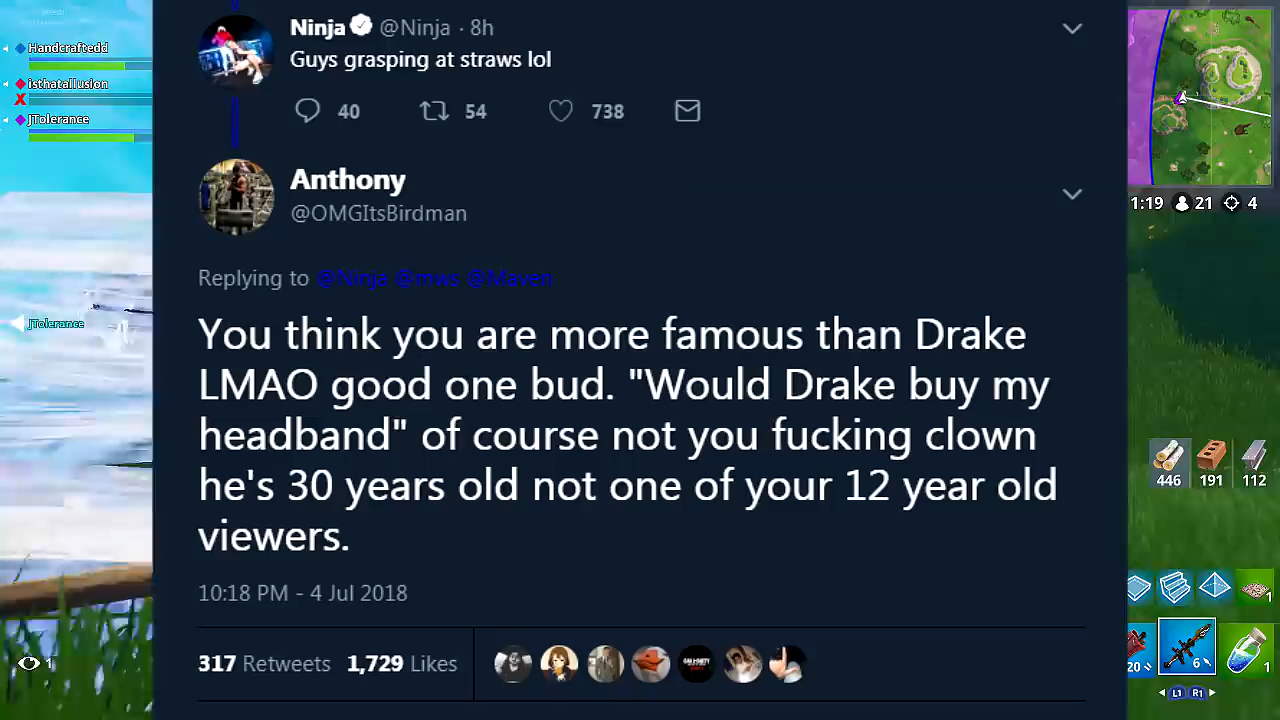 Handcraftedd
isthatallusion
X
JTolerance
JTolerance
1
Ninja @Ninja · 8h
Guys grasping at straws lol
40 54 738
Anthony
@OMGItsBirdman
Replying to @Ninja @mws @Maven
You think you are more famous than Drake
LMAO good one bud. "Would Drake buy my
headband" of course not you fucking clown
he's 30 years old not one of your 12 year old
viewers.
10:18 PM - 4 Jul 2018
317 Retweets 1,729 Likes
1:19 21 4
446 191 112
1
20 6 1
L1 R1